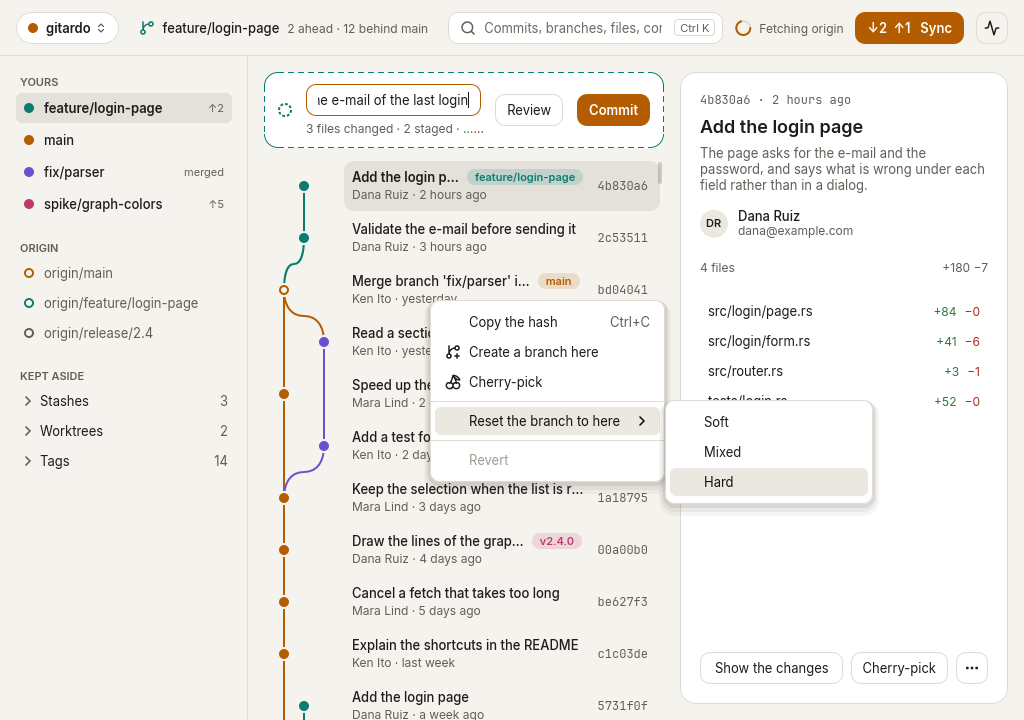 gitardo
feature/login-page 2 ahead · 12 behind main
Commits, branches, files, cor Ctrl K
Fetching origin
↓2 ↑1 Sync
YOURS
feature/login-page ↑2
main
fix/parser merged
spike/graph-colors ↑5
ORIGIN
origin/main
origin/feature/login-page
origin/release/2.4
KEPT ASIDE
Stashes 3
Worktrees 2
Tags 14
e e-mail of the last login
3 files changed · 2 staged · ......
Review
Commit
Add the login p... feature/login-page
Dana Ruiz · 2 hours ago
4b830a6
Validate the e-mail before sending it
Dana Ruiz · 3 hours ago
2c53511
Merge branch 'fix/parser' i... main
Ken Ito · yesterday
bd04041
Read a sectio
Ken Ito · yeste
Speed up the
Mara Lind · 2
Add a test fo
Ken Ito · 2 day
Keep the selection when the list is r...
Mara Lind · 3 days ago
1a18795
Draw the lines of the grap... v2.4.0
Dana Ruiz · 4 days ago
00a00b0
Cancel a fetch that takes too long
Mara Lind · 5 days ago
be627f3
Explain the shortcuts in the README
Ken Ito · last week
c1c03de
Add the login page
Dana Ruiz · a week ago
5731f0f
Copy the hash Ctrl+C
Create a branch here
Cherry-pick
Reset the branch to here
Revert
Soft
Mixed
Hard
4b830a6 · 2 hours ago
Add the login page
The page asks for the e-mail and the
password, and says what is wrong under each
field rather than in a dialog.
DR
Dana Ruiz
dana@example.com
4 files +180 −7
src/login/page.rs +84 −0
src/login/form.rs +41 −6
src/router.rs +3 −1
tests/login.rs +52 −0
Show the changes
Cherry-pick